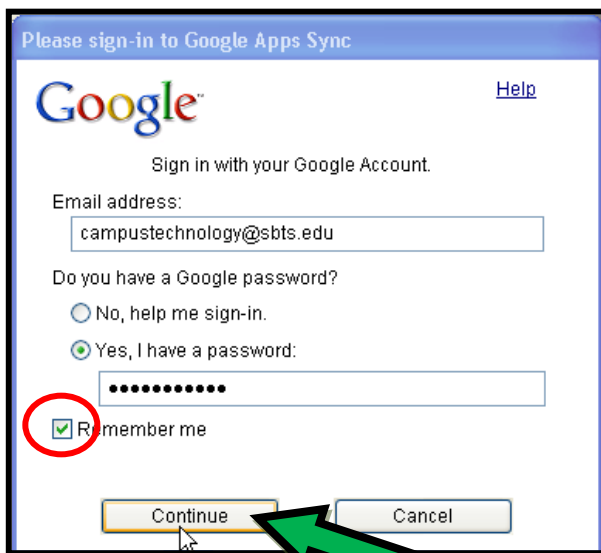 Please sign-in to Google Apps Sync
Google™
Help
Sign in with your Google Account.
Email address:
campustechnology@sbts.edu
Do you have a Google password?
No, help me sign-in.
Yes, I have a password:
•••••••••••
Remember me
Continue
Cancel